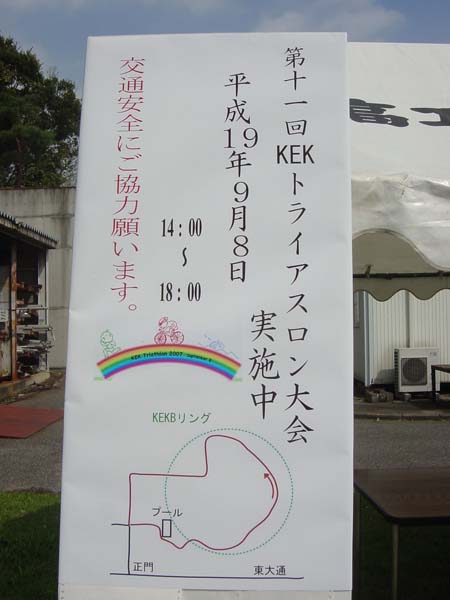 第十一回KEKトライアスロン大会
実施中
平成19年9月8日
14:00
～
18:00
交通安全にご協力願います。
KEK Triathlon 2007
KEKBリング
プール
正門
東大通